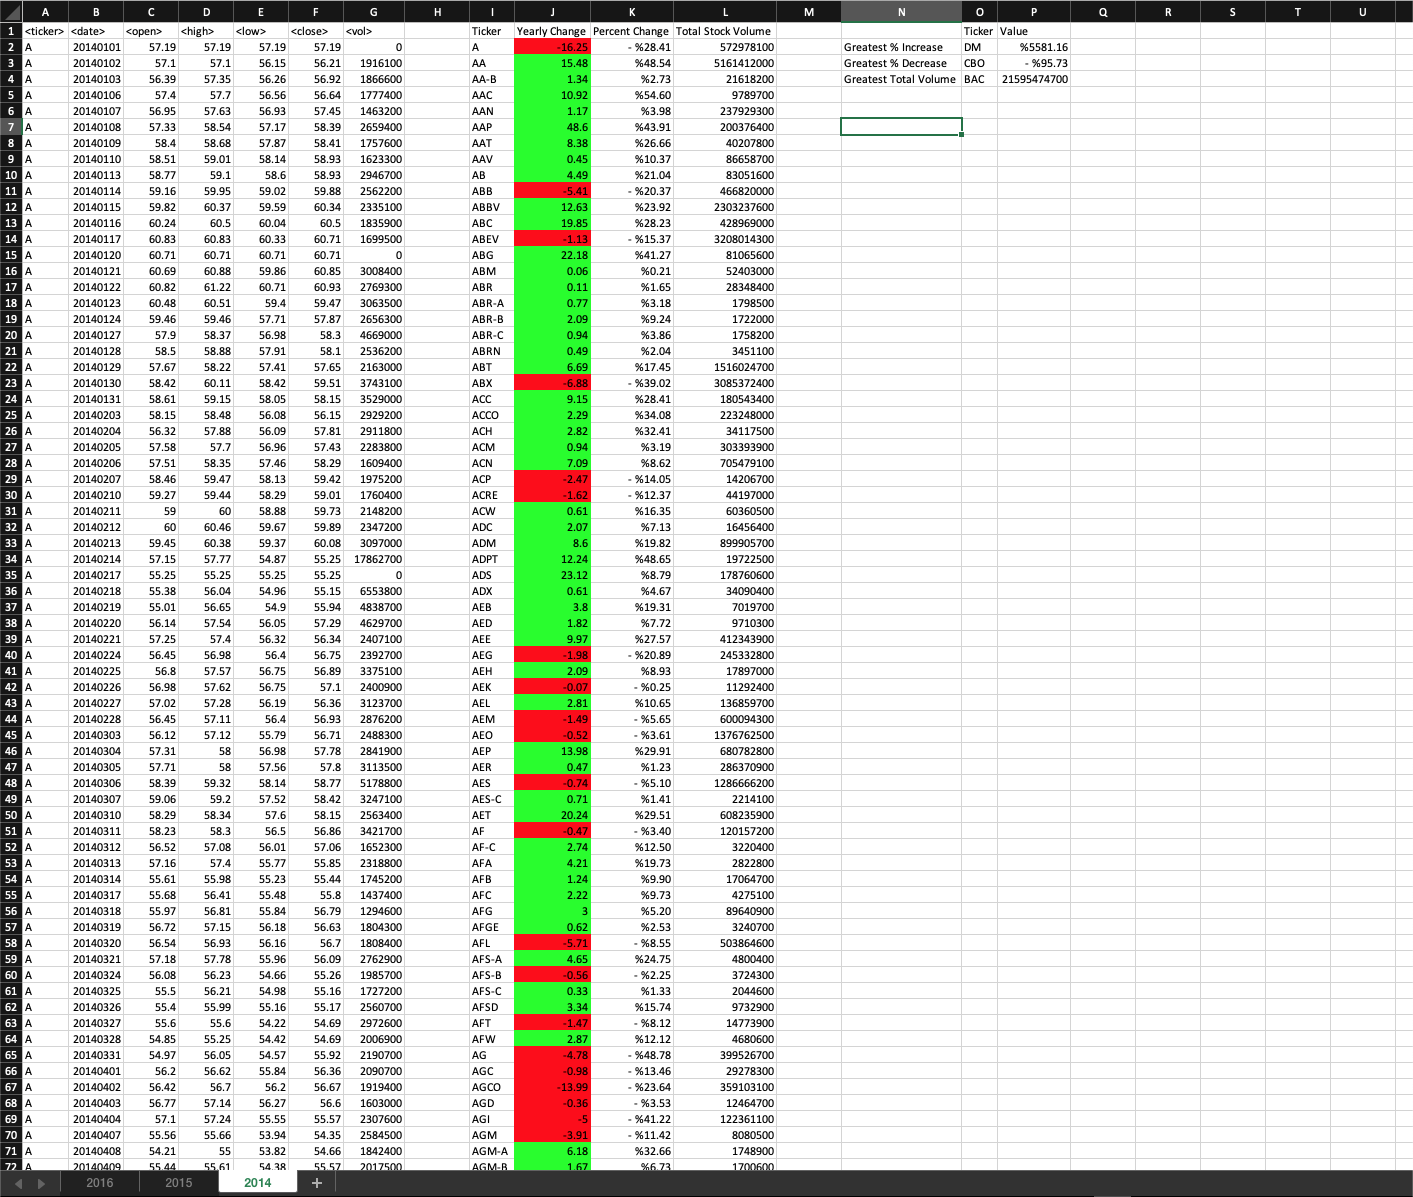 A B C D E F G H I J K L M N O P Q R S T U
1 <ticker> <date> <open> <high> <low> <close> <vol> Ticker Yearly Change Percent Change Total Stock Volume Ticker Value
2 A 20140101 57.19 57.19 57.19 57.19 0 A -16.25 - %28.41 572978100 Greatest % Increase DM %5581.16
3 A 20140102 57.1 57.1 56.15 56.21 1916100 AA 15.48 %48.54 5161412000 Greatest % Decrease CBO - %95.73
4 A 20140103 56.39 57.35 56.26 56.92 1866600 AA-B 1.34 %2.73 21618200 Greatest Total Volume BAC 21595474700
5 A 20140106 57.4 57.7 56.56 56.64 1777400 AAC 10.92 %54.60 9789700
6 A 20140107 56.95 57.63 56.93 57.45 1463200 AAN 1.17 %3.98 237929300
7 A 20140108 57.33 58.54 57.17 58.39 2659400 AAP 48.6 %43.91 200376400
8 A 20140109 58.4 58.68 57.87 58.41 1757600 AAT 8.38 %26.66 40207800
9 A 20140110 58.51 59.01 58.14 58.93 1623300 AAV 0.45 %10.37 86658700
10 A 20140113 58.77 59.1 58.6 58.93 2946700 AB 4.49 %21.04 83051600
11 A 20140114 59.16 59.95 59.02 59.88 2562200 ABB -5.41 - %20.37 466820000
12 A 20140115 59.82 60.37 59.59 60.34 2335100 ABBV 12.63 %23.92 2303237600
13 A 20140116 60.24 60.5 60.04 60.5 1835900 ABC 19.85 %28.23 428969000
14 A 20140117 60.83 60.83 60.33 60.71 1699500 ABEV -1.13 - %15.37 3208014300
15 A 20140120 60.71 60.71 60.71 60.71 0 ABG 22.18 %41.27 81065600
16 A 20140121 60.69 60.88 59.86 60.85 3008400 ABM 0.06 %0.21 52403000
17 A 20140122 60.82 61.22 60.71 60.93 2769300 ABR 0.11 %1.65 28348400
18 A 20140123 60.48 60.51 59.4 59.47 3063500 ABR-A 0.77 %3.18 1798500
19 A 20140124 59.46 59.46 57.71 57.87 2656300 ABR-B 2.09 %9.24 1722000
20 A 20140127 57.9 58.37 56.98 58.3 4669000 ABR-C 0.94 %3.86 1758200
21 A 20140128 58.5 58.88 57.91 58.1 2536200 ABRN 0.49 %2.04 3451100
22 A 20140129 57.67 58.22 57.41 57.65 2163000 ABT 6.69 %17.45 1516024700
23 A 20140130 58.42 60.11 58.42 59.51 3743100 ABX -6.88 - %39.02 3085372400
24 A 20140131 58.61 59.15 58.05 58.15 3529000 ACC 9.15 %28.41 180543400
25 A 20140203 58.15 58.48 56.08 56.15 2929200 ACCO 2.29 %34.08 223248000
26 A 20140204 56.32 57.88 56.09 57.81 2911800 ACH 2.82 %32.41 34117500
27 A 20140205 57.58 57.7 56.96 57.43 2283800 ACM 0.94 %3.19 303393900
28 A 20140206 57.51 58.35 57.46 58.29 1609400 ACN 7.09 %8.62 705479100
29 A 20140207 58.46 59.47 58.13 59.42 1975200 ACP -2.47 - %14.05 14206700
30 A 20140210 59.27 59.44 58.29 59.01 1760400 ACRE -1.62 - %12.37 44197000
31 A 20140211 59 60 58.88 59.73 2148200 ACW 0.61 %16.35 60360500
32 A 20140212 60 60.46 59.67 59.89 2347200 ADC 2.07 %7.13 16456400
33 A 20140213 59.45 60.38 59.37 60.08 3097000 ADM 8.6 %19.82 899905700
34 A 20140214 57.15 57.77 54.87 55.25 17862700 ADPT 12.24 %48.65 19722500
35 A 20140217 55.25 55.25 55.25 55.25 0 ADS 23.12 %8.79 178760600
36 A 20140218 55.38 56.04 54.96 55.15 6553800 ADX 0.61 %4.67 34090400
37 A 20140219 55.01 56.65 54.9 55.94 4838700 AEB 3.8 %19.31 7019700
38 A 20140220 56.14 57.54 56.05 57.29 4629700 AED 1.82 %7.72 9710300
39 A 20140221 57.25 57.4 56.32 56.34 2407100 AEE 9.97 %27.57 412343900
40 A 20140224 56.45 56.98 56.4 56.75 2392700 AEG -1.98 - %20.89 245332800
41 A 20140225 56.8 57.57 56.75 56.89 3375100 AEH 2.09 %8.93 17897000
42 A 20140226 56.98 57.62 56.75 57.1 2400900 AEK -0.07 - %0.25 11292400
43 A 20140227 57.02 57.28 56.19 56.36 3123700 AEL 2.81 %10.65 136859700
44 A 20140228 56.45 57.11 56.4 56.93 2876200 AEM -1.49 - %5.65 600094300
45 A 20140303 56.12 57.12 55.79 56.71 2488300 AEO -0.52 - %3.61 1376762500
46 A 20140304 57.31 58 56.98 57.78 2841900 AEP 13.98 %29.91 680782800
47 A 20140305 57.71 58 57.56 57.8 3113500 AER 0.47 %1.23 286370900
48 A 20140306 58.39 59.32 58.14 58.77 5178800 AES -0.74 - %5.10 1286666200
49 A 20140307 59.06 59.2 57.52 58.42 3247100 AES-C 0.71 %1.41 2214100
50 A 20140310 58.29 58.34 57.6 58.15 2563400 AET 20.24 %29.51 608235900
51 A 20140311 58.23 58.3 56.5 56.86 3421700 AF -0.47 - %3.40 120157200
52 A 20140312 56.52 57.08 56.01 57.06 1652300 AF-C 2.74 %12.50 3220400
53 A 20140313 57.16 57.4 55.77 55.85 2318800 AFA 4.21 %19.73 2822800
54 A 20140314 55.61 55.98 55.23 55.44 1745200 AFB 1.24 %9.90 17064700
55 A 20140317 55.68 56.41 55.48 55.8 1437400 AFC 2.22 %9.73 4275100
56 A 20140318 55.97 56.81 55.84 56.79 1294600 AFG 3 %5.20 89640900
57 A 20140319 56.72 57.15 56.18 56.63 1804300 AFGE 0.62 %2.53 3240700
58 A 20140320 56.54 56.93 56.16 56.7 1808400 AFL -5.71 - %8.55 503864600
59 A 20140321 57.18 57.78 55.96 56.09 2762900 AFS-A 4.65 %24.75 4800400
60 A 20140324 56.08 56.23 54.66 55.26 1985700 AFS-B -0.56 - %2.25 3724300
61 A 20140325 55.5 56.21 54.98 55.16 1727200 AFS-C 0.33 %1.33 2044600
62 A 20140326 55.4 55.99 55.16 55.17 2560700 AFSD 3.34 %15.74 9732900
63 A 20140327 55.6 55.6 54.22 54.69 2972600 AFT -1.47 - %8.12 14773900
64 A 20140328 54.85 55.25 54.42 54.69 2006900 AFW 2.87 %12.12 4680600
65 A 20140331 54.97 56.05 54.57 55.92 2190700 AG -4.78 - %48.78 399526700
66 A 20140401 56.2 56.62 55.84 56.36 2090700 AGC -0.98 - %13.46 29278300
67 A 20140402 56.42 56.7 56.2 56.67 1919400 AGCO -13.99 - %23.64 359103100
68 A 20140403 56.77 57.14 56.27 56.6 1603000 AGD -0.36 - %3.53 12464700
69 A 20140404 57.1 57.24 55.55 55.57 2307600 AGI -5 - %41.22 122361100
70 A 20140407 55.56 55.66 53.94 54.35 2584500 AGM -3.91 - %11.42 8080500
71 A 20140408 54.21 55 53.82 54.66 1842400 AGM-A 6.18 %32.66 1748900
72 A 20140409 55.44 55.61 54.38 55.57 2017500 AGM-B 1.67 %6.73 1700600
2016 2015 2014 +